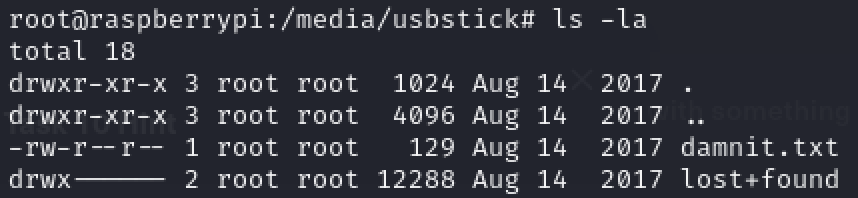 root@raspberrypi:/media/usbstick# ls -la
total 18
drwxr-xr-x 3 root root  1024 Aug 14  2017 .
drwxr-xr-x 3 root root  4096 Aug 14  2017 ..
-rw-r--r-- 1 root root   129 Aug 14  2017 damnit.txt
drwx------ 2 root root 12288 Aug 14  2017 lost+found
with something